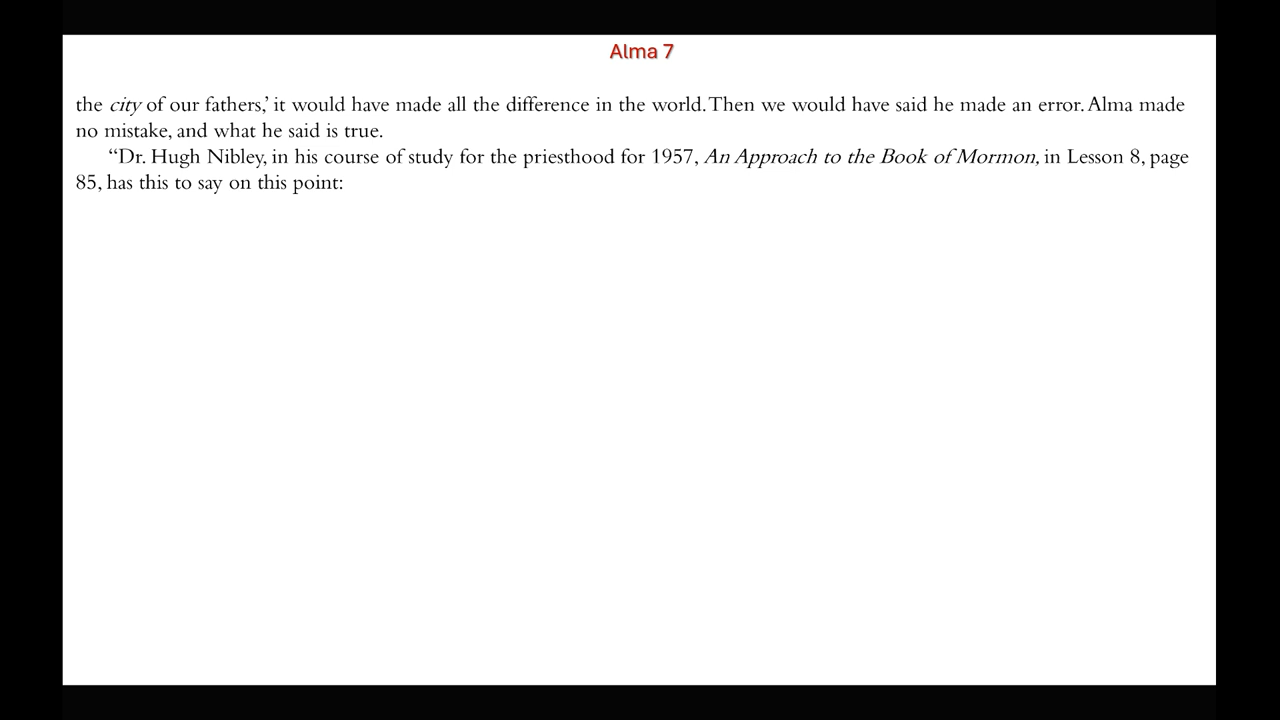 Alma 7
the city of our fathers,’ it would have made all the difference in the world. Then we would have said he made an error. Alma made
no mistake, and what he said is true.
“Dr. Hugh Nibley, in his course of study for the priesthood for 1957, An Approach to the Book of Mormon, in Lesson 8, page
85, has this to say on this point: